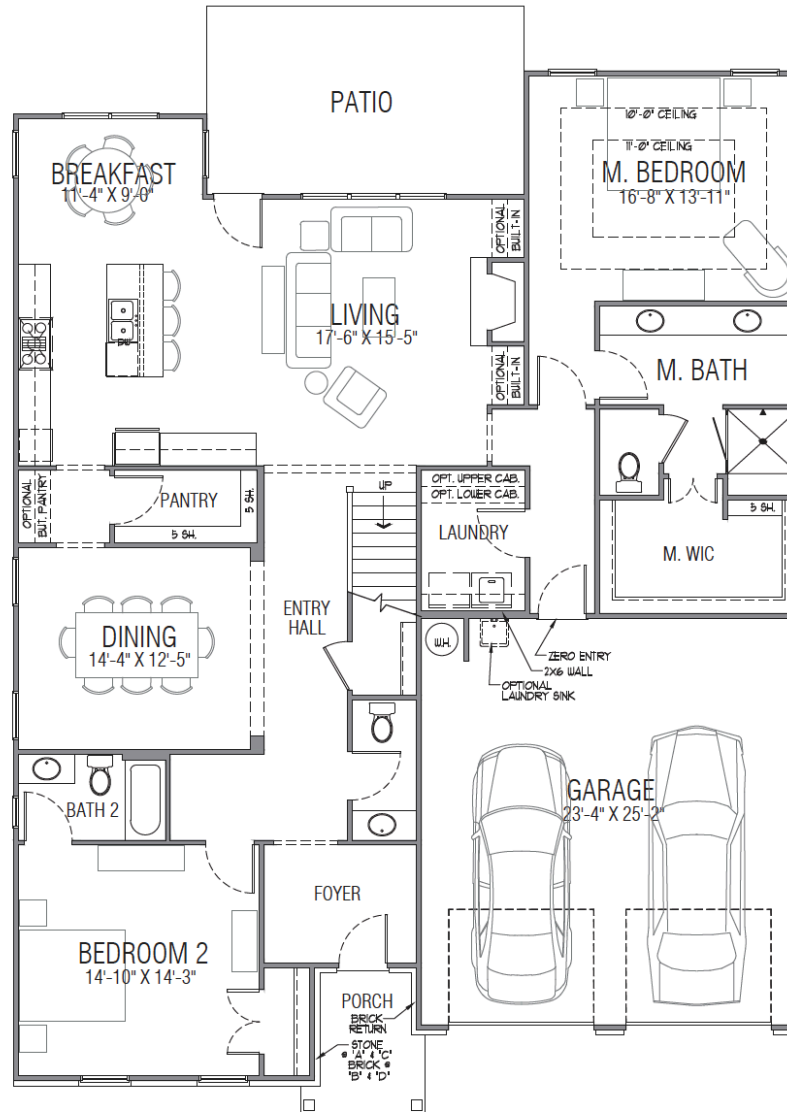 PATIO
10'-0" CEILING
11'-0" CEILING
M. BEDROOM
16'-8" X 13'-11"
BREAKFAST
11'-4" X 9'-0"
OPTIONAL
BUILT-IN
LIVING
17'-6" X 15'-5"
DW
OPTIONAL
BUILT-IN
M. BATH
OPTIONAL
BUT. PANTRY
PANTRY
5 SH.
5 SH.
UP
OPT. UPPER CAB.
OPT. LOWER CAB.
LAUNDRY
5 SH.
M. WIC
ENTRY
HALL
DINING
14'-4" X 12'-5"
W.H.
ZERO ENTRY
2X6 WALL
OPTIONAL
LAUNDRY SINK
BATH 2
GARAGE
23'-4" X 25'-2"
FOYER
BEDROOM 2
14'-10" X 14'-3"
PORCH
BRICK
RETURN
STONE
@ 'A' & 'C'
BRICK @
'B' & 'D'